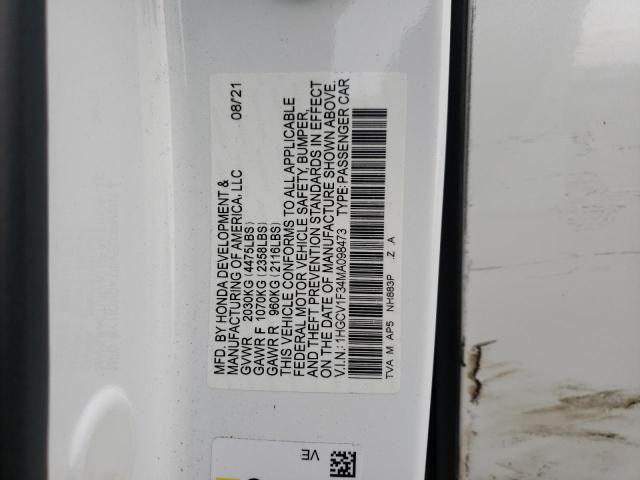 MFD. BY HONDA DEVELOPMENT & 08/21
MANUFACTURING OF AMERICA, LLC
GVWR 2030KG (4475LBS)
GAWR F 1070KG (2358LBS)
GAWR R 960KG (2116LBS)
THIS VEHICLE CONFORMS TO ALL APPLICABLE
FEDERAL MOTOR VEHICLE SAFETY, BUMPER,
AND THEFT PREVENTION STANDARDS IN EFFECT
ON THE DATE OF MANUFACTURE SHOWN ABOVE.
V.I.N.: 1HGCV1F34MA098473 TYPE: PASSENGER CAR
TVA M AP5 NH883P .Z .A
VE